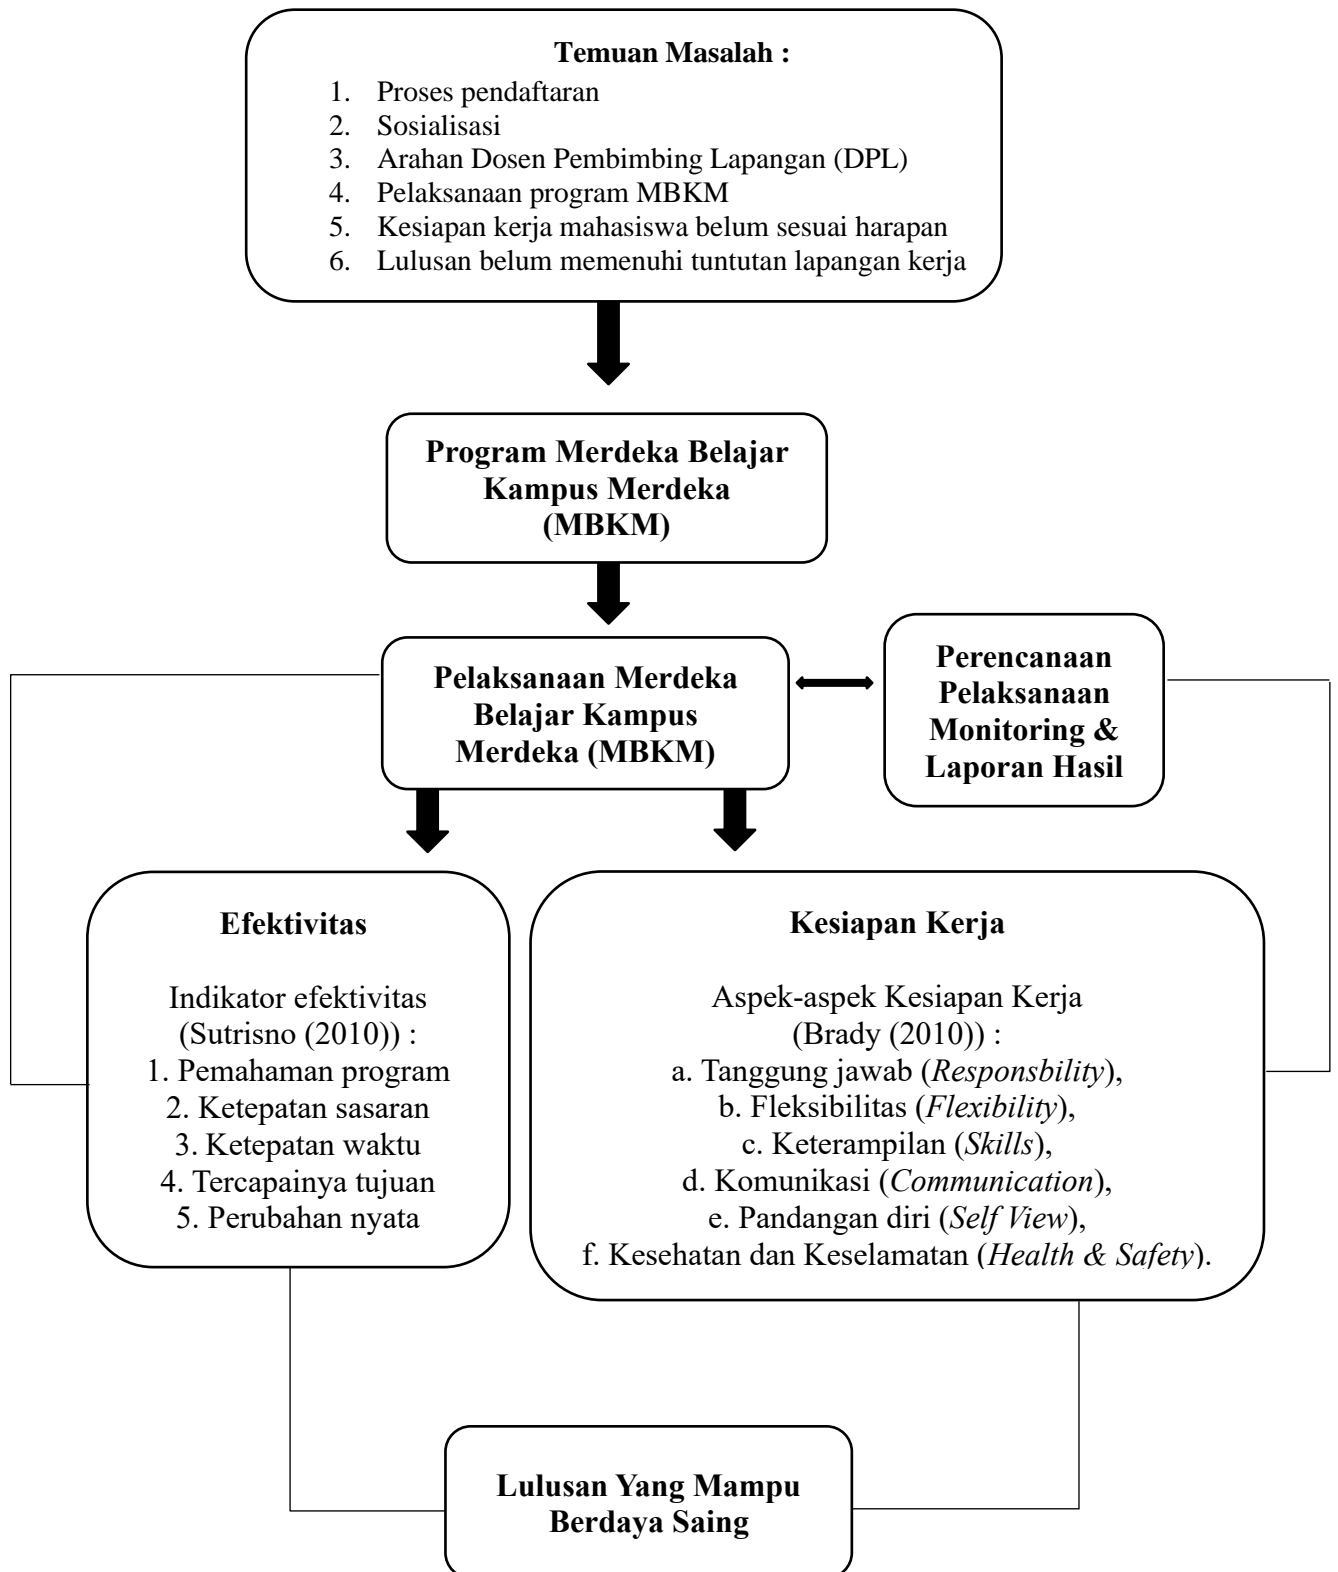 Temuan Masalah :
1. Proses pendaftaran
2. Sosialisasi
3. Arahan Dosen Pembimbing Lapangan (DPL)
4. Pelaksanaan program MBKM
5. Kesiapan kerja mahasiswa belum sesuai harapan
6. Lulusan belum memenuhi tuntutan lapangan kerja
Program Merdeka Belajar
Kampus Merdeka
(MBKM)
Pelaksanaan Merdeka
Belajar Kampus
Merdeka (MBKM)
Perencanaan
Pelaksanaan
Monitoring &
Laporan Hasil
Efektivitas
Indikator efektivitas
(Sutrisno (2010)) :
1. Pemahaman program
2. Ketepatan sasaran
3. Ketepatan waktu
4. Tercapainya tujuan
5. Perubahan nyata
Kesiapan Kerja
Aspek-aspek Kesiapan Kerja
(Brady (2010)) :
a. Tanggung jawab (Responsbility),
b. Fleksibilitas (Flexibility),
c. Keterampilan (Skills),
d. Komunikasi (Communication),
e. Pandangan diri (Self View),
f. Kesehatan dan Keselamatan (Health & Safety).
Lulusan Yang Mampu
Berdaya Saing